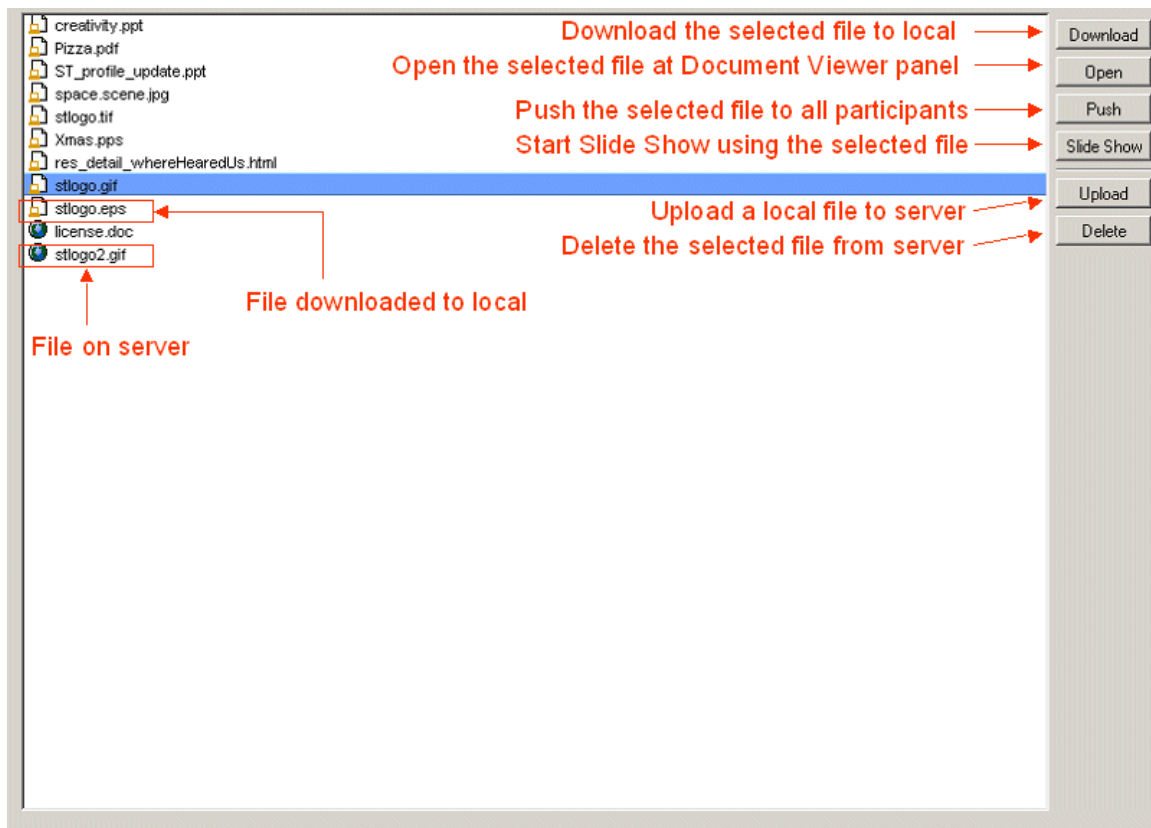 creativity.ppt
Download the selected file to local
Download
Pizza.pdf
Open the selected file at Document Viewer panel
Open
ST_profile_update.ppt
space.scene.jpg
Push the selected file to all participants
Push
stlogo.tif
Xmas.pps
Start Slide Show using the selected file
Slide Show
res_detail_whereHearedUs.html
stlogo.gif
Upload
stlogo.eps
Upload a local file to server
license.doc
Delete the selected file from server
Delete
stlogo2.gif
File downloaded to local
File on server